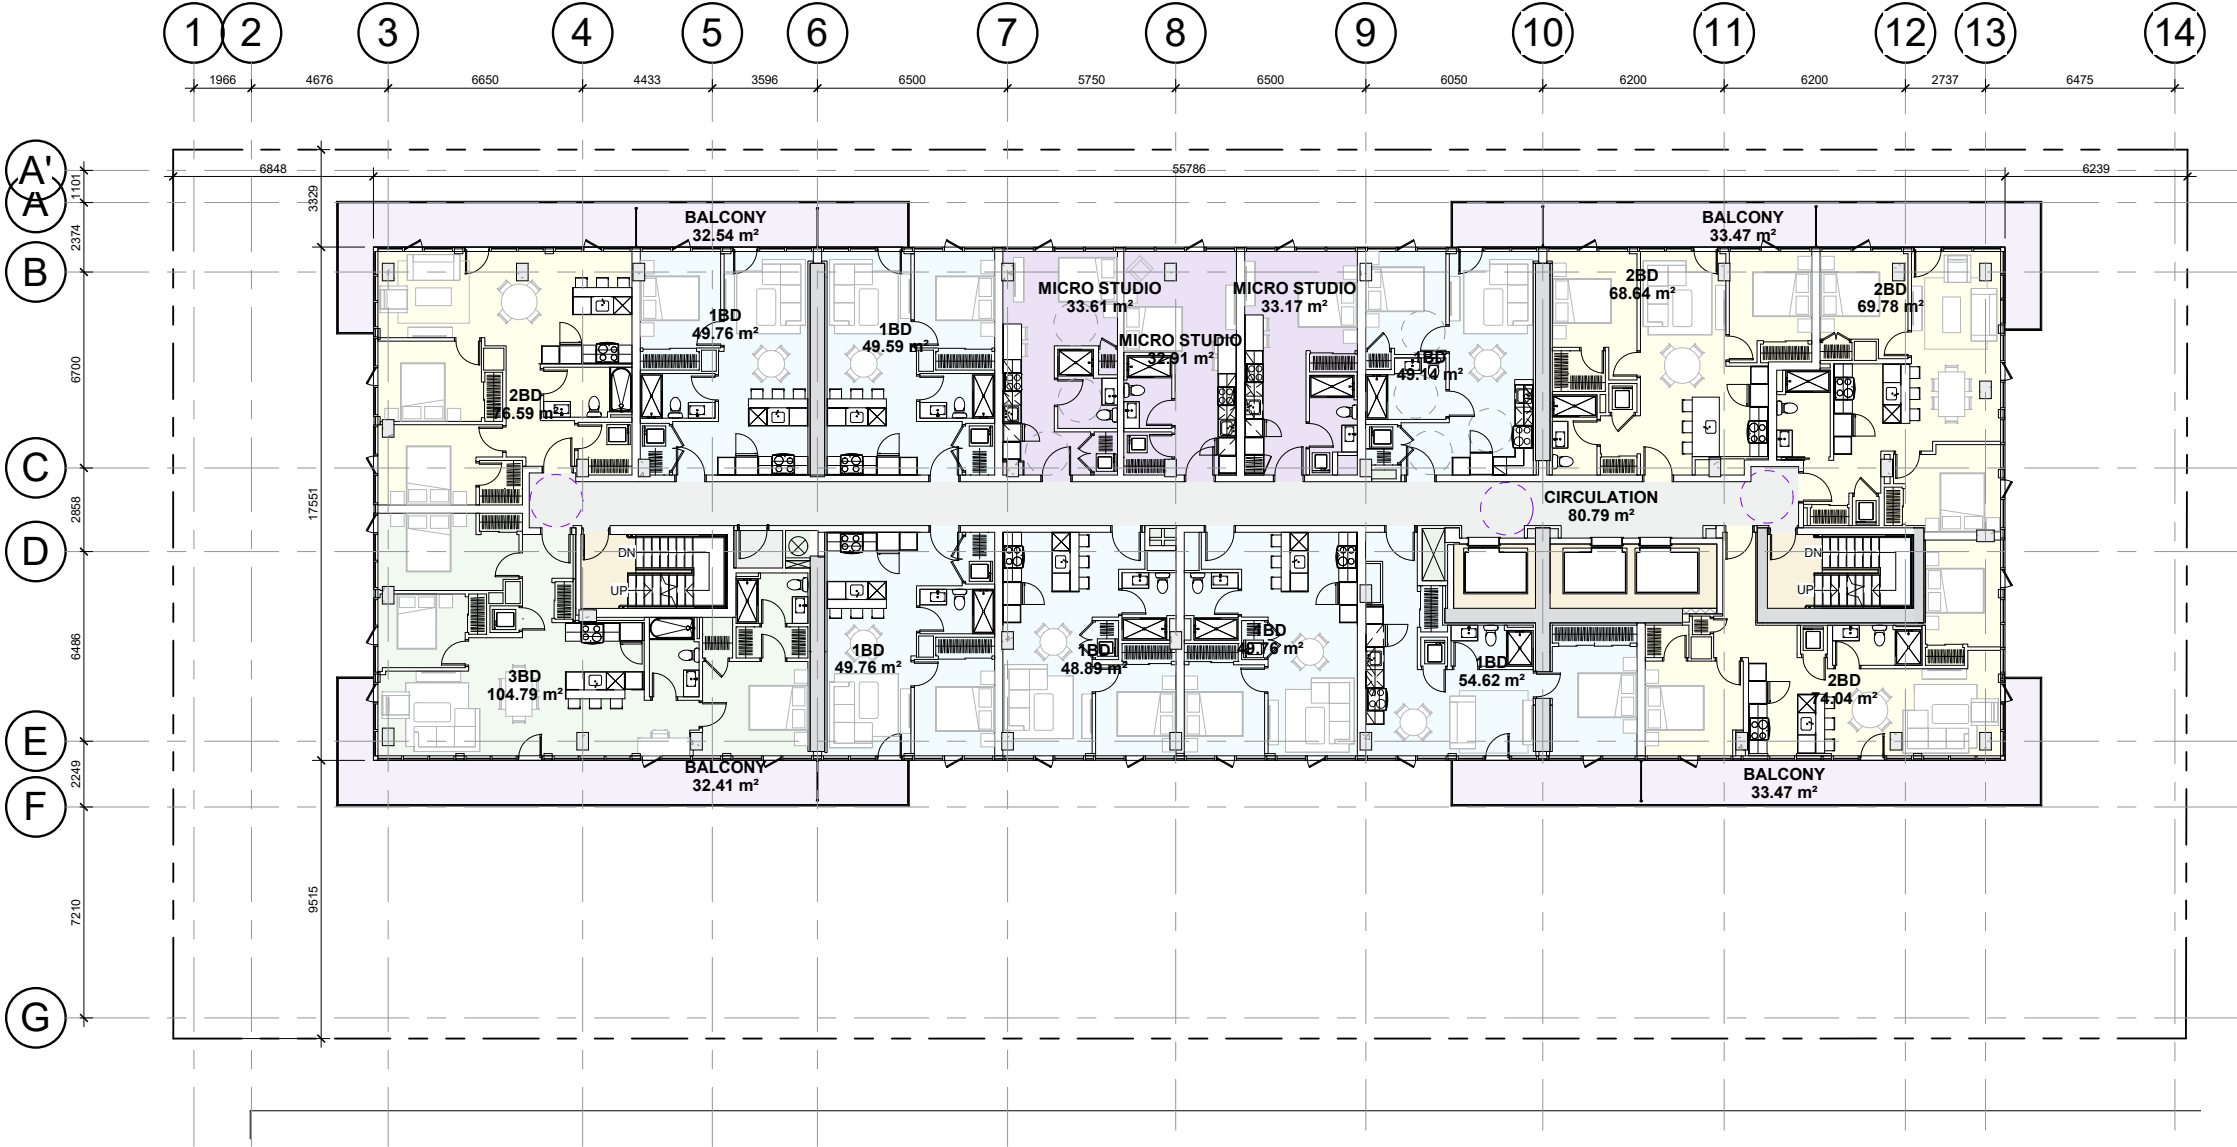 1 2 3 4 5 6 7 8 9 10 11 12 13 14
1966 4676 6650 4433 3596 6500 5750 6500 6050 6200 6200 2737 6475
A'
A
B
C
D
E
F
G
1101
2374
6700
2858
6486
2249
7210
6848 55786 6239
3329
17551
9515
BALCONY
32.54 m²
BALCONY
33.47 m²
2BD
76.59 m²
1BD
49.76 m²
1BD
49.59 m²
MICRO STUDIO
33.61 m²
MICRO STUDIO
32.91 m²
MICRO STUDIO
33.17 m²
1BD
49.14 m²
2BD
68.64 m²
2BD
69.78 m²
CIRCULATION
80.79 m²
DN
UP
DN
UP
3BD
104.79 m²
1BD
49.76 m²
1BD
48.89 m²
1BD
49.76 m²
1BD
54.62 m²
2BD
74.04 m²
BALCONY
32.41 m²
BALCONY
33.47 m²